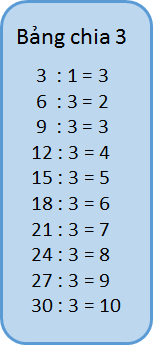 Bảng chia 3
3 : 1 = 3
6 : 3 = 2
9 : 3 = 3
12 : 3 = 4
15 : 3 = 5
18 : 3 = 6
21 : 3 = 7
24 : 3 = 8
27 : 3 = 9
30 : 3 = 10